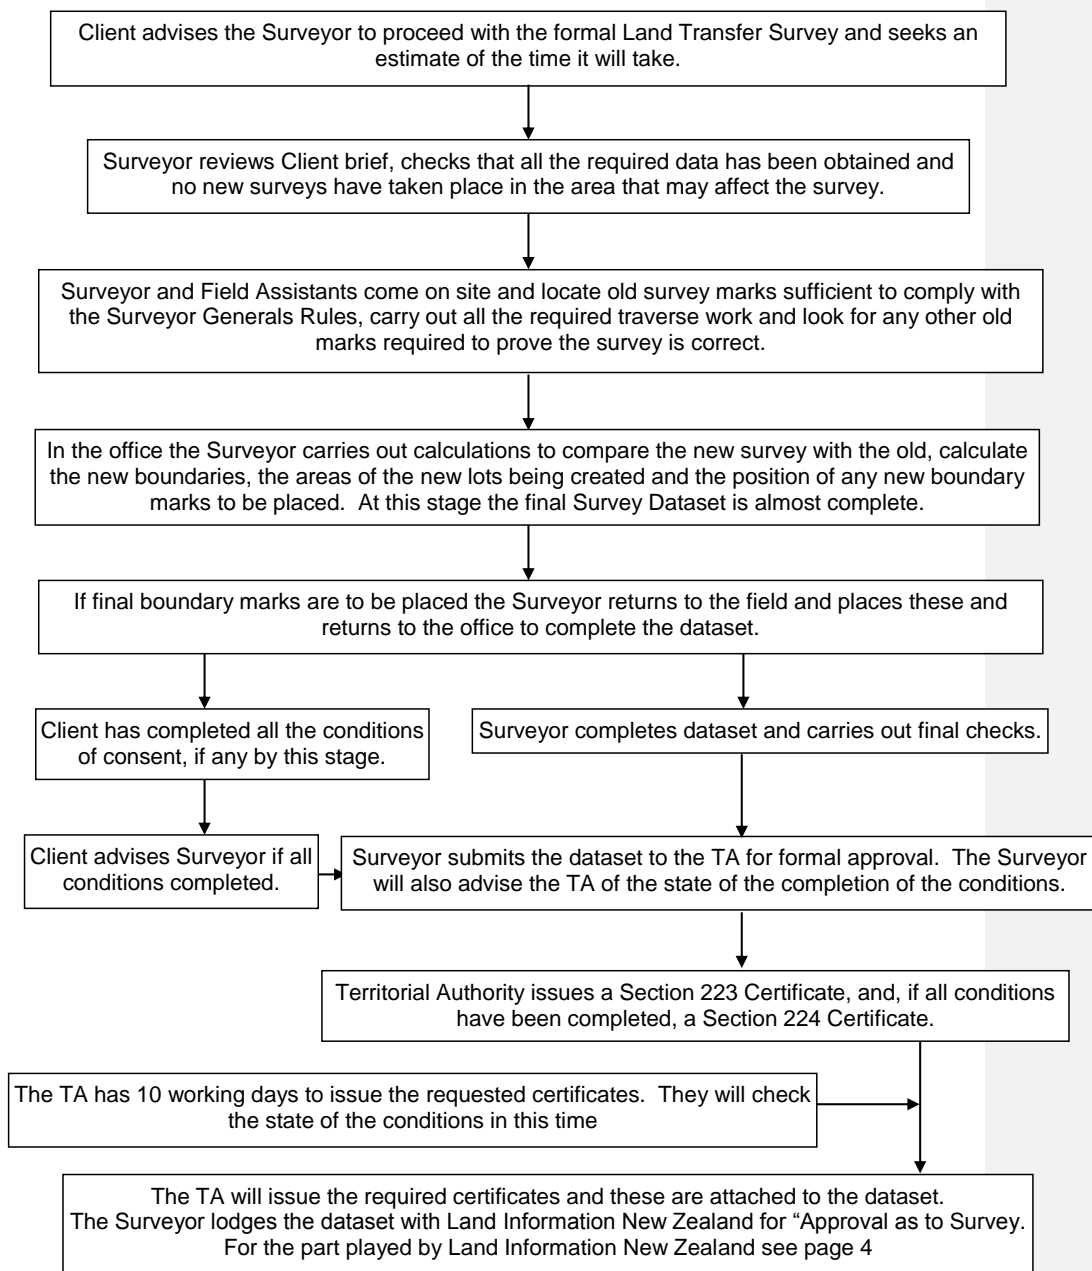 Client advises the Surveyor to proceed with the formal Land Transfer Survey and seeks an
estimate of the time it will take.
Surveyor reviews Client brief, checks that all the required data has been obtained and
no new surveys have taken place in the area that may affect the survey.
Surveyor and Field Assistants come on site and locate old survey marks sufficient to comply with
the Surveyor Generals Rules, carry out all the required traverse work and look for any other old
marks required to prove the survey is correct.
In the office the Surveyor carries out calculations to compare the new survey with the old, calculate
the new boundaries, the areas of the new lots being created and the position of any new boundary
marks to be placed.  At this stage the final Survey Dataset is almost complete.
If final boundary marks are to be placed the Surveyor returns to the field and places these and
returns to the office to complete the dataset.
Client has completed all the conditions
of consent, if any by this stage.
Surveyor completes dataset and carries out final checks.
Client advises Surveyor if all
conditions completed.
Surveyor submits the dataset to the TA for formal approval.  The Surveyor
will also advise the TA of the state of the completion of the conditions.
Territorial Authority issues a Section 223 Certificate, and, if all conditions
have been completed, a Section 224 Certificate.
The TA has 10 working days to issue the requested certificates.  They will check
the state of the conditions in this time
The TA will issue the required certificates and these are attached to the dataset.
The Surveyor lodges the dataset with Land Information New Zealand for “Approval as to Survey.
For the part played by Land Information New Zealand see page 4